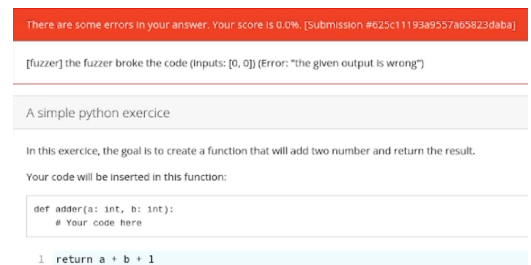 There are some errors in your answer. Your score is 0.0%. [Submission #625c11193a9557a65823daba]
[fuzzer] the fuzzer broke the code (Inputs: [0, 0]) (Error: "the given output is wrong")
A simple python exercice
In this exercice, the goal is to create a function that will add two number and return the result.
Your code will be inserted in this function:
def adder(a: int, b: int):
    # Your code here
1 return a + b + 1